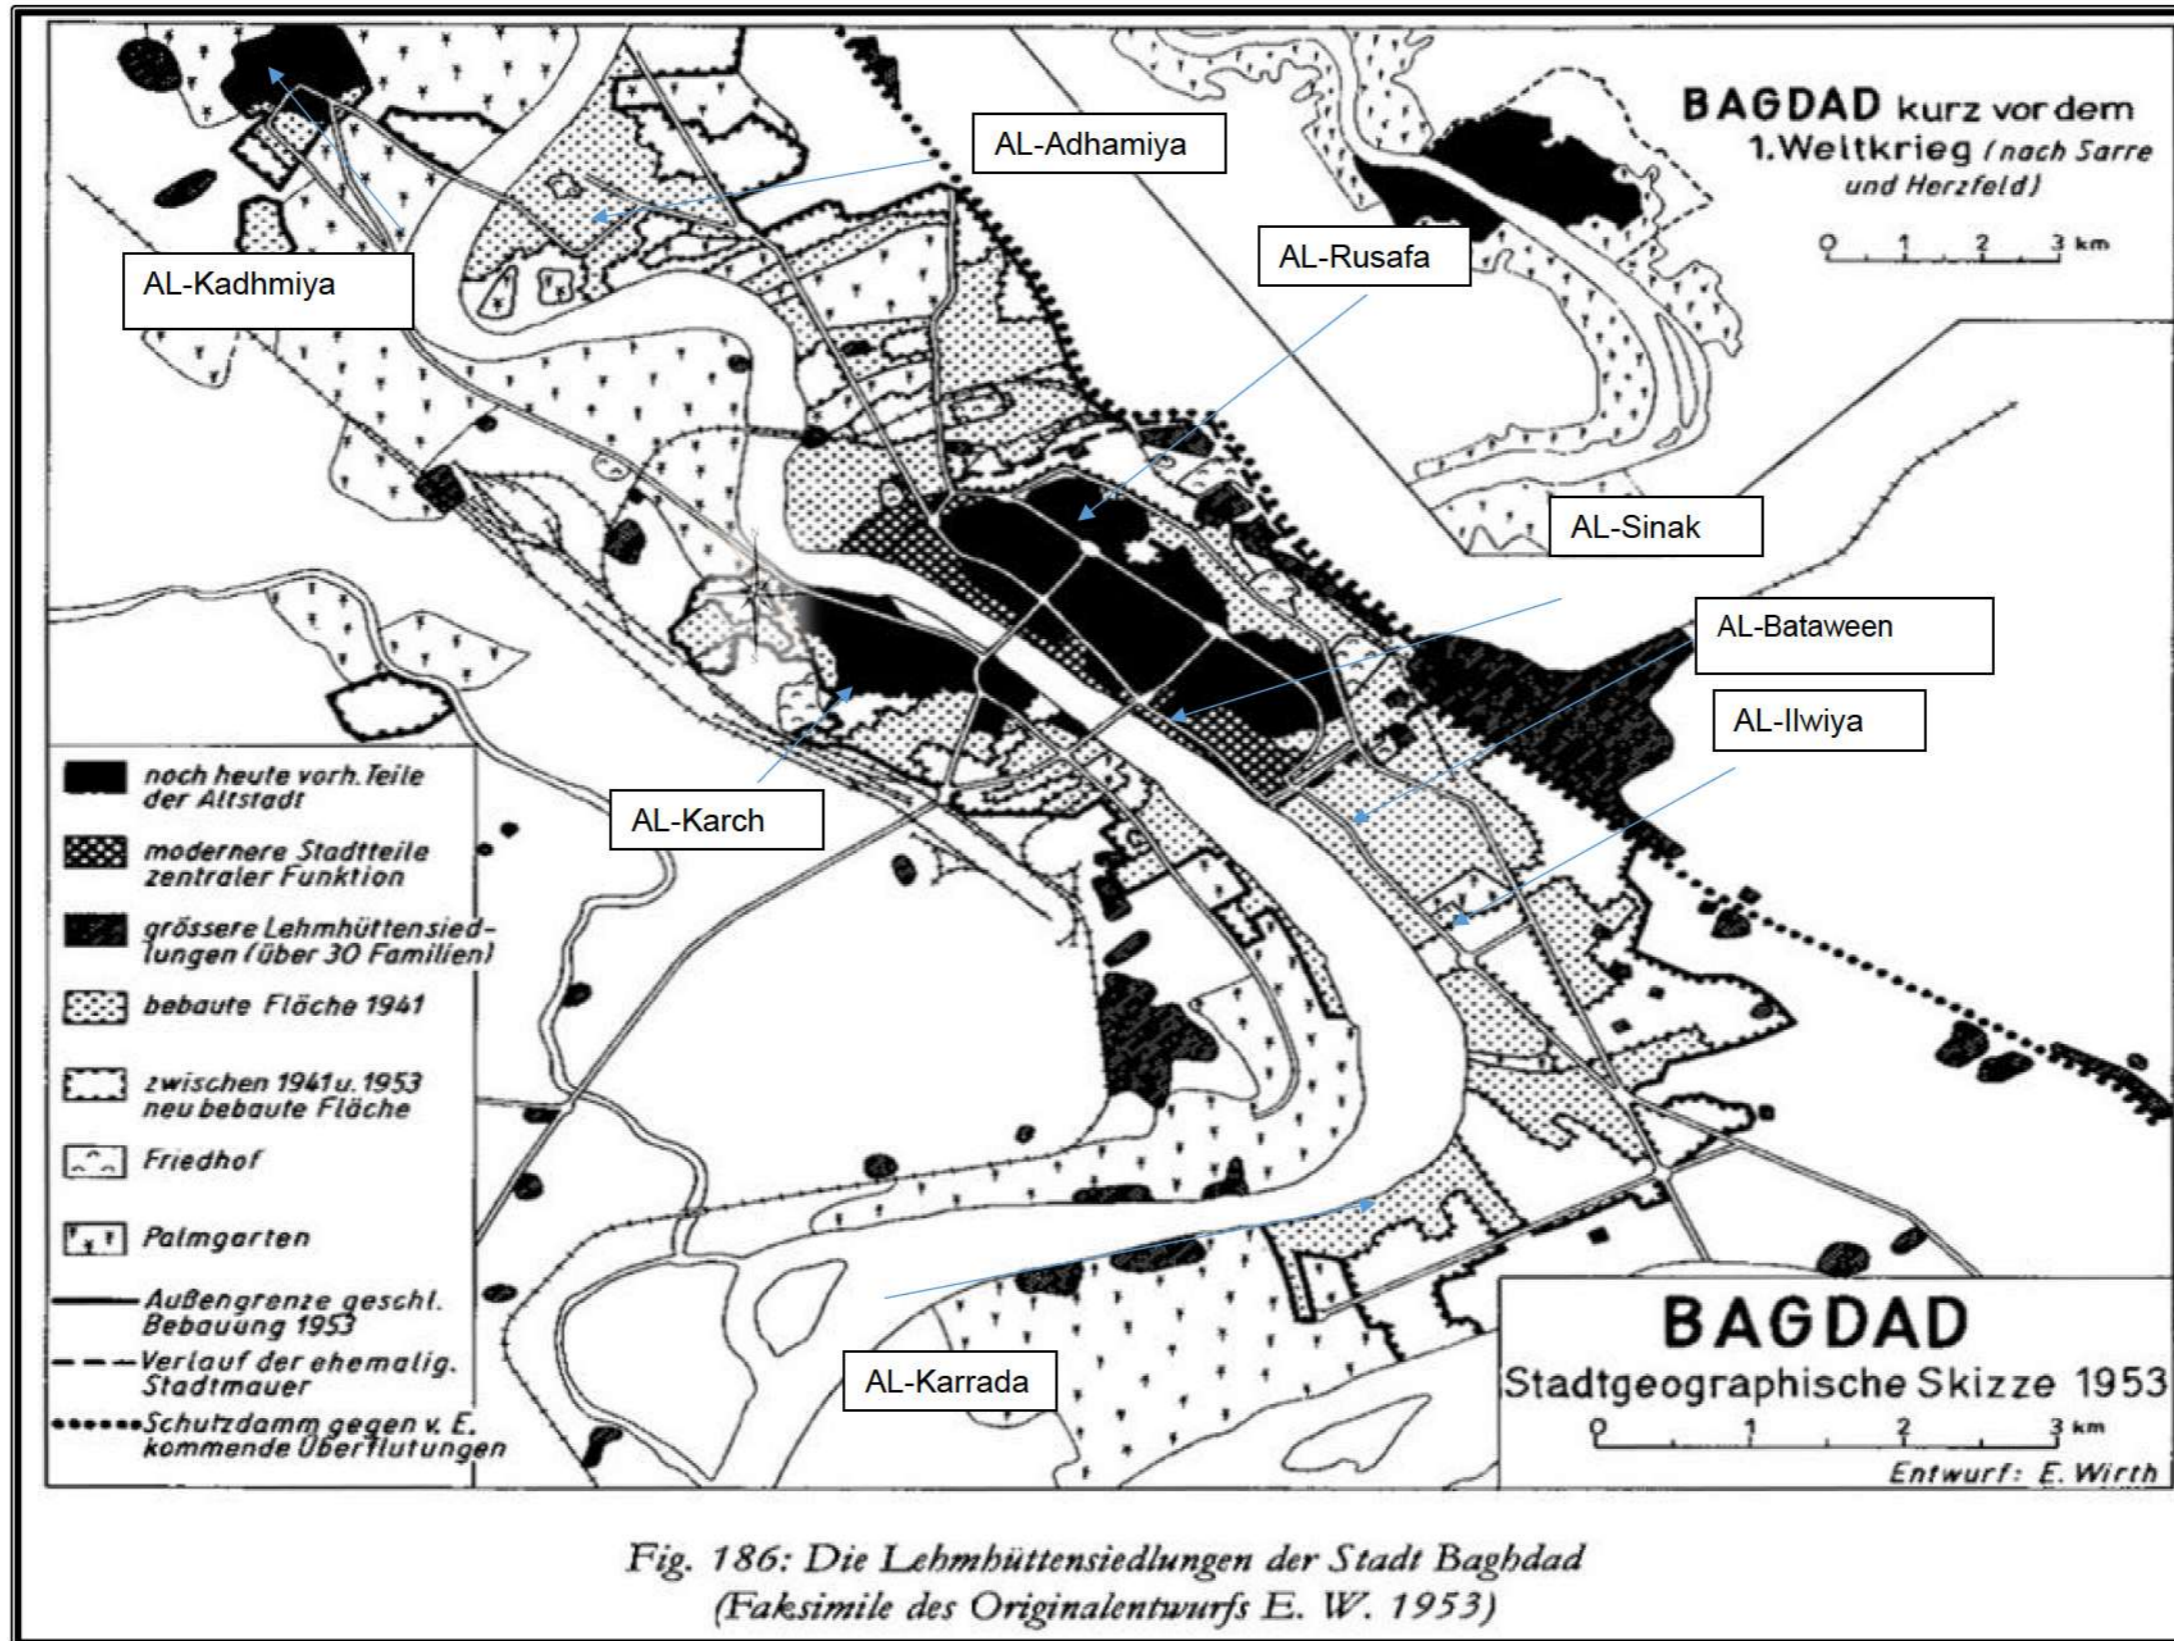 BAGDAD kurz vor dem
1.Weltkrieg (nach Sarre
und Herzfeld)
0 1 2 3 km
AL-Adhamiya
AL-Rusafa
AL-Kadhmiya
AL-Sinak
AL-Bataween
AL-Ilwiya
AL-Karch
AL-Karrada
noch heute vorh. Teile
der Altstadt
modernere Stadtteile
zentraler Funktion
grössere Lehmhüttensied-
lungen (über 30 Familien)
bebaute Fläche 1941
zwischen 1941 u. 1953
neubebaute Fläche
Friedhof
Palmgarten
Außengrenze geschl.
Bebauung 1953
Verlauf der ehemalig.
Stadtmauer
Schutzdamm gegen v. E.
kommende Überflutungen
BAGDAD
Stadtgeographische Skizze 1953
0 1 2 3 km
Entwurf: E. Wirth
Fig. 186: Die Lehmhüttensiedlungen der Stadt Baghdad
(Faksimile des Originalentwurfs E. W. 1953)